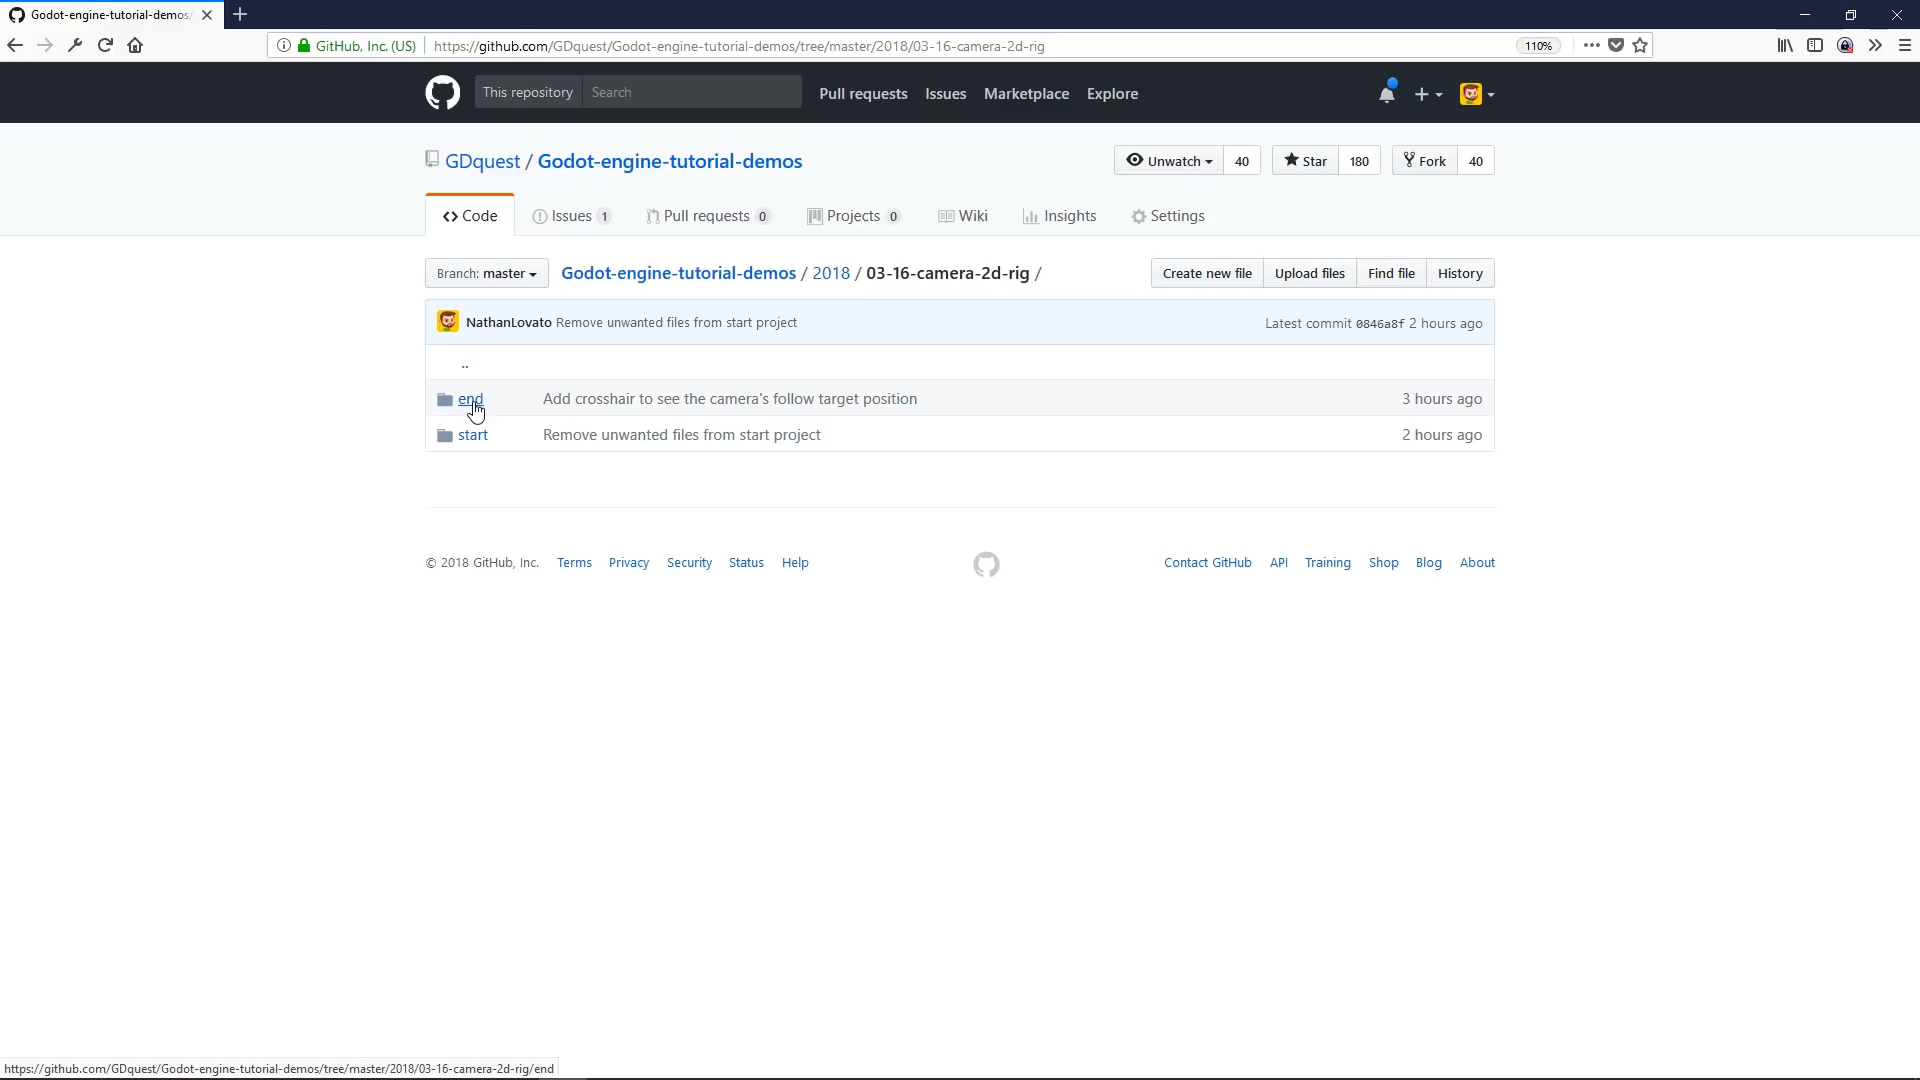 Godot-engine-tutorial-demos/
GitHub, Inc. (US) https://github.com/GDquest/Godot-engine-tutorial-demos/tree/master/2018/03-16-camera-2d-rig 110%
This repository Search Pull requests Issues Marketplace Explore
GDquest / Godot-engine-tutorial-demos Unwatch 40 Star 180 Fork 40
Code Issues 1 Pull requests 0 Projects 0 Wiki Insights Settings
Branch: master Godot-engine-tutorial-demos / 2018 / 03-16-camera-2d-rig / Create new file Upload files Find file History
NathanLovato Remove unwanted files from start project Latest commit 0846a8f 2 hours ago
..
end Add crosshair to see the camera's follow target position 3 hours ago
start Remove unwanted files from start project 2 hours ago
© 2018 GitHub, Inc. Terms Privacy Security Status Help Contact GitHub API Training Shop Blog About
https://github.com/GDquest/Godot-engine-tutorial-demos/tree/master/2018/03-16-camera-2d-rig/end